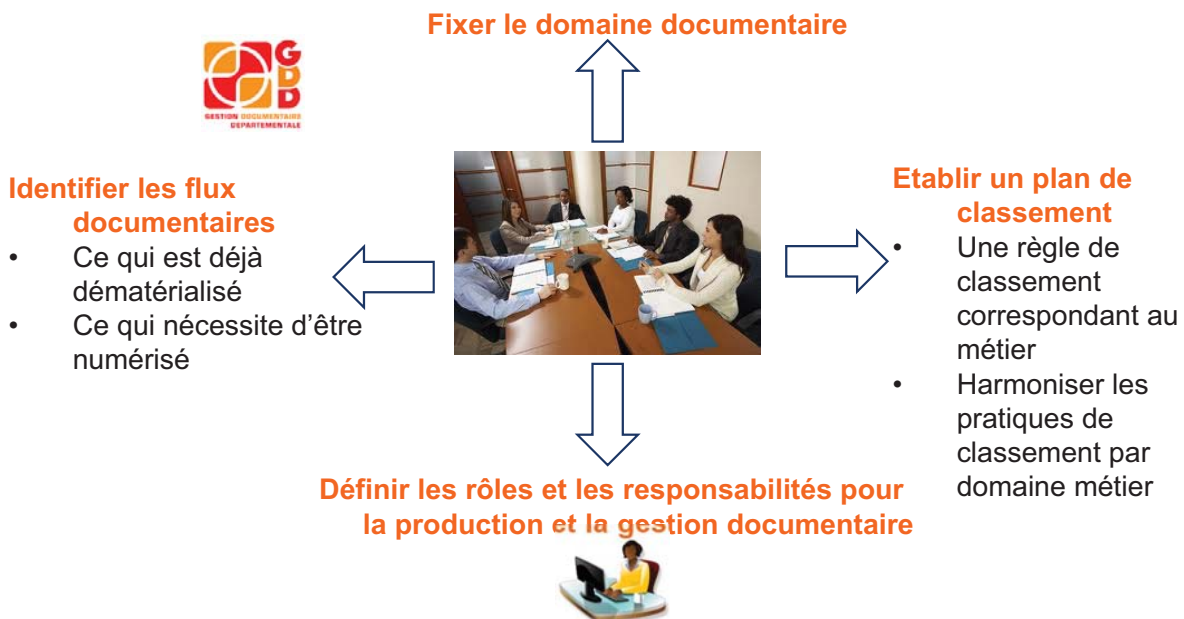 Fixer le domaine documentaire
GDD
GESTION DOCUMENTAIRE
DEPARTEMENTALE
Identifier les flux
documentaires
• Ce qui est déjà
dématérialisé
• Ce qui nécessite d’être
numérisé
Etablir un plan de
classement
• Une règle de
classement
correspondant au
métier
• Harmoniser les
pratiques de
classement par
domaine métier
Définir les rôles et les responsabilités pour
la production et la gestion documentaire